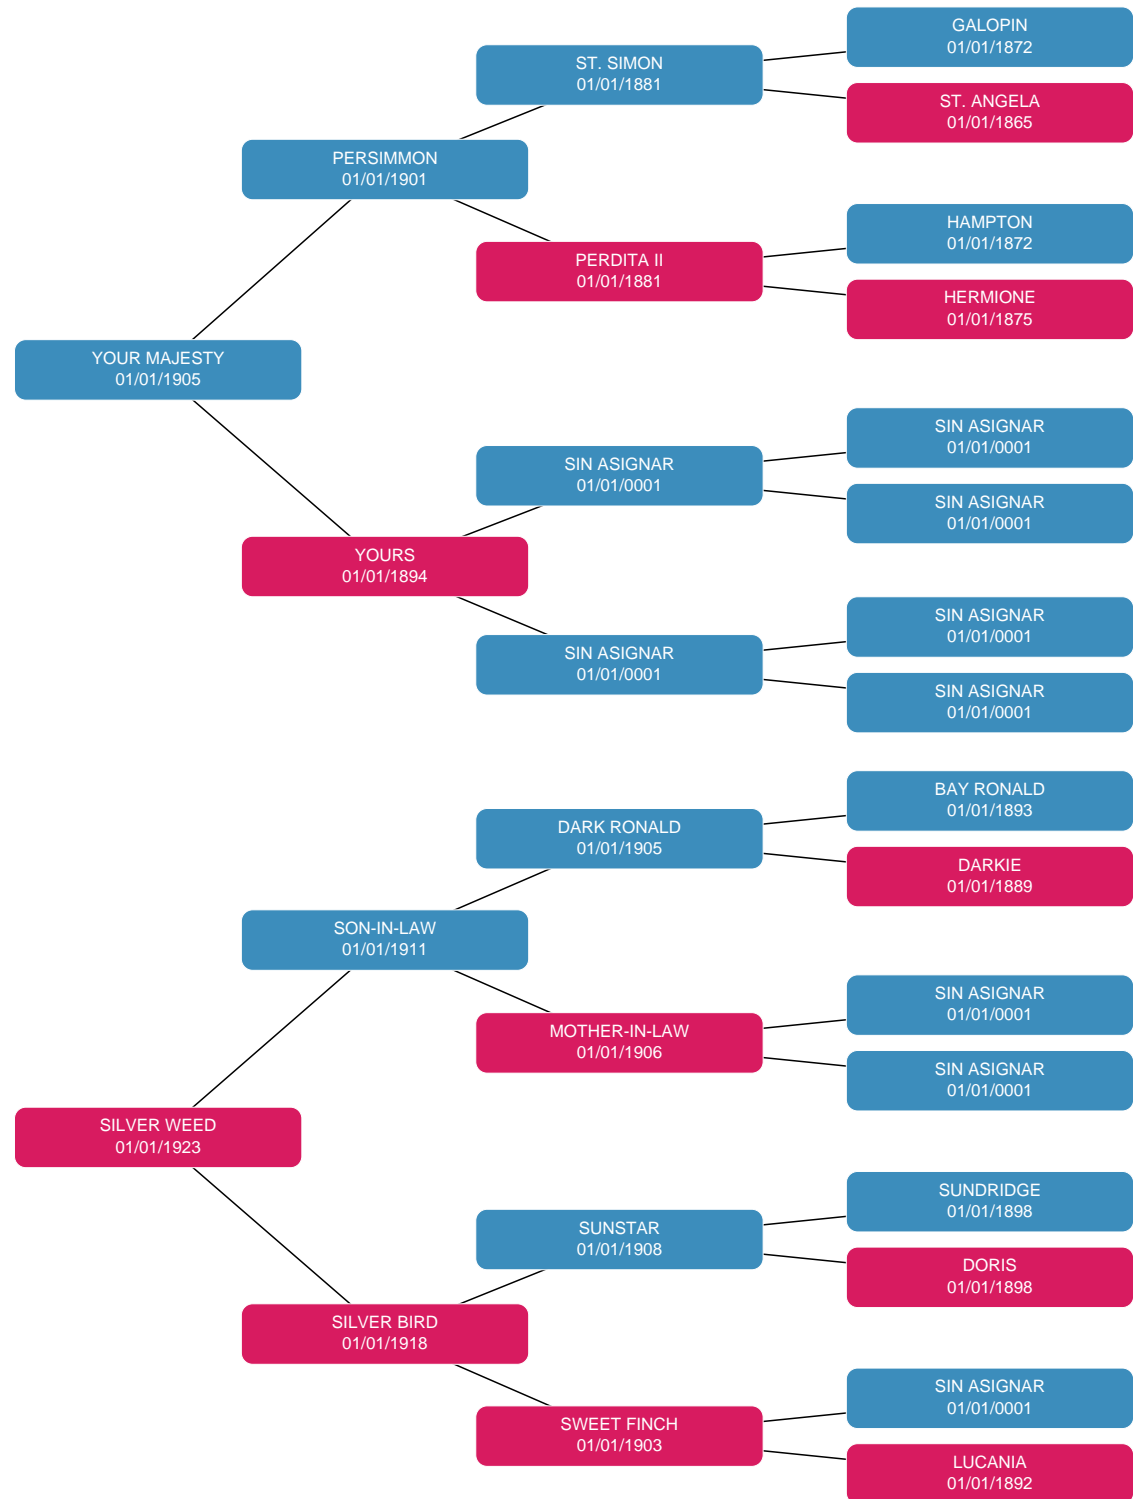 GALOPIN
01/01/1872
ST. SIMON
01/01/1881
ST. ANGELA
01/01/1865
PERSIMMON
01/01/1901
HAMPTON
01/01/1872
PERDITA II
01/01/1881
HERMIONE
01/01/1875
YOUR MAJESTY
01/01/1905
SIN ASIGNAR
01/01/0001
SIN ASIGNAR
01/01/0001
SIN ASIGNAR
01/01/0001
YOURS
01/01/1894
SIN ASIGNAR
01/01/0001
SIN ASIGNAR
01/01/0001
SIN ASIGNAR
01/01/0001
BAY RONALD
01/01/1893
DARK RONALD
01/01/1905
DARKIE
01/01/1889
SON-IN-LAW
01/01/1911
SIN ASIGNAR
01/01/0001
MOTHER-IN-LAW
01/01/1906
SIN ASIGNAR
01/01/0001
SILVER WEED
01/01/1923
SUNDRIDGE
01/01/1898
SUNSTAR
01/01/1908
DORIS
01/01/1898
SILVER BIRD
01/01/1918
SIN ASIGNAR
01/01/0001
SWEET FINCH
01/01/1903
LUCANIA
01/01/1892